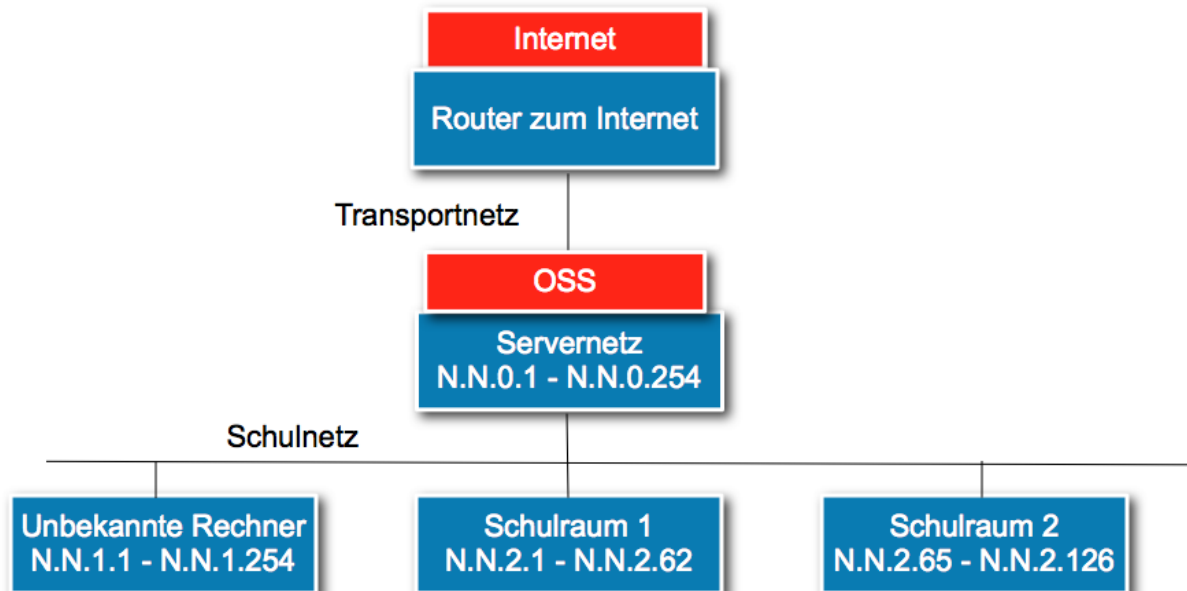 Internet
Router zum Internet
Transportnetz
OSS
Servernetz
N.N.0.1 - N.N.0.254
Schulnetz
Unbekannte Rechner
N.N.1.1 - N.N.1.254
Schulraum 1
N.N.2.1 - N.N.2.62
Schulraum 2
N.N.2.65 - N.N.2.126